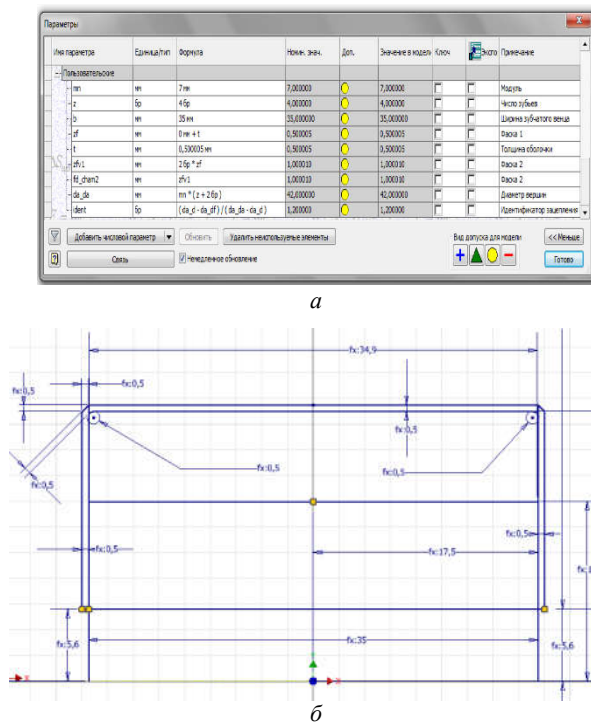 Параметры
Имя параметра Единица/тип Формула Номин. знач. Доп. Значение в модели Ключ Экспо Примечание
Пользовательские
mn мм 7 мм 7,000000 7,000000 Модуль
z бр 4 бр 4,000000 4,000000 Число зубьев
b мм 35 мм 35,000000 35,000000 Ширина зубчатого венца
zf мм 0 мм + t 0,500005 0,500005 Фаска 1
t мм 0,500005 мм 0,500005 0,500005 Толщина оболочки
zfv1 мм 2 бр * zf 1,000010 1,000010 Фаска 2
fd_cham2 мм zfv1 1,000010 1,000010 Фаска 2
da_da мм mn * ( z + 2 бр ) 42,000000 42,000000 Диаметр вершин
ident бр ( da_d - da_df ) / ( da_da - da_d ) 1,200000 1,200000 Идентификатор зацепления
Добавить числовой параметр Обновить Удалить неиспользуемые элементы Вид допуска для модели << Меньше
Связь Немедленное обновление Готово
а
fx:34,9
fx:0,5
fx:0,5
fx:0,5
fx:0,5
fx:0,5
fx:0,5
fx:0,5
fx:0,5
fx:17,5
fx:5,6
fx:35
fx:5,6
б